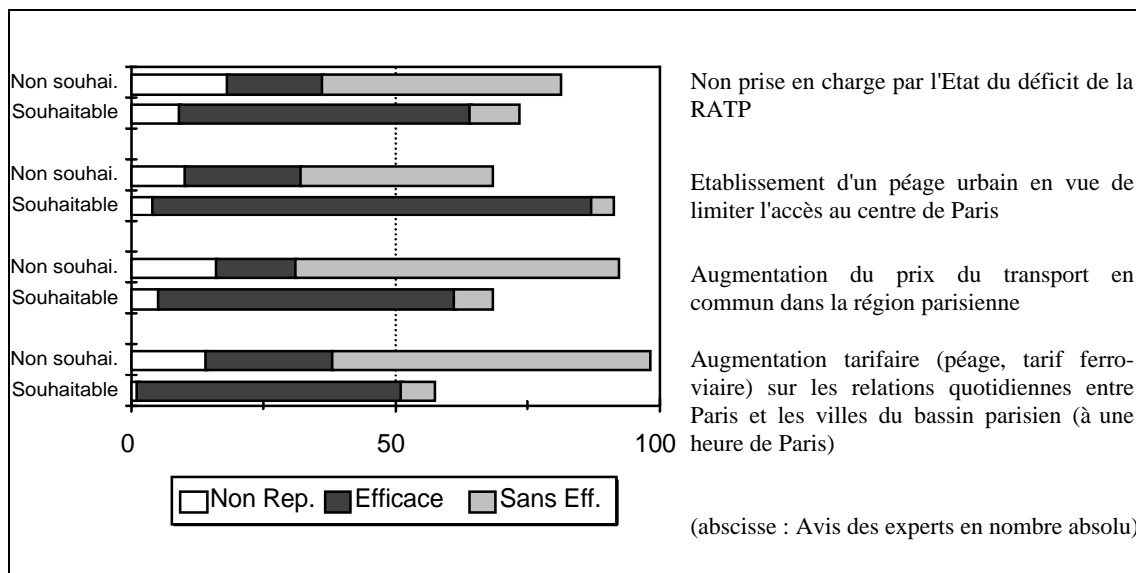 Non souhai.
Souhaitable
Non souhai.
Souhaitable
Non souhai.
Souhaitable
Non souhai.
Souhaitable
0 50 100
Non Rep. Efficace Sans Eff.
Non prise en charge par l'Etat du déficit de la
RATP
Etablissement d'un péage urbain en vue de
limiter l'accès au centre de Paris
Augmentation du prix du transport en
commun dans la région parisienne
Augmentation tarifaire (péage, tarif ferro-
viaire) sur les relations quotidiennes entre
Paris et les villes du bassin parisien (à une
heure de Paris)
(abscisse : Avis des experts en nombre absolu)